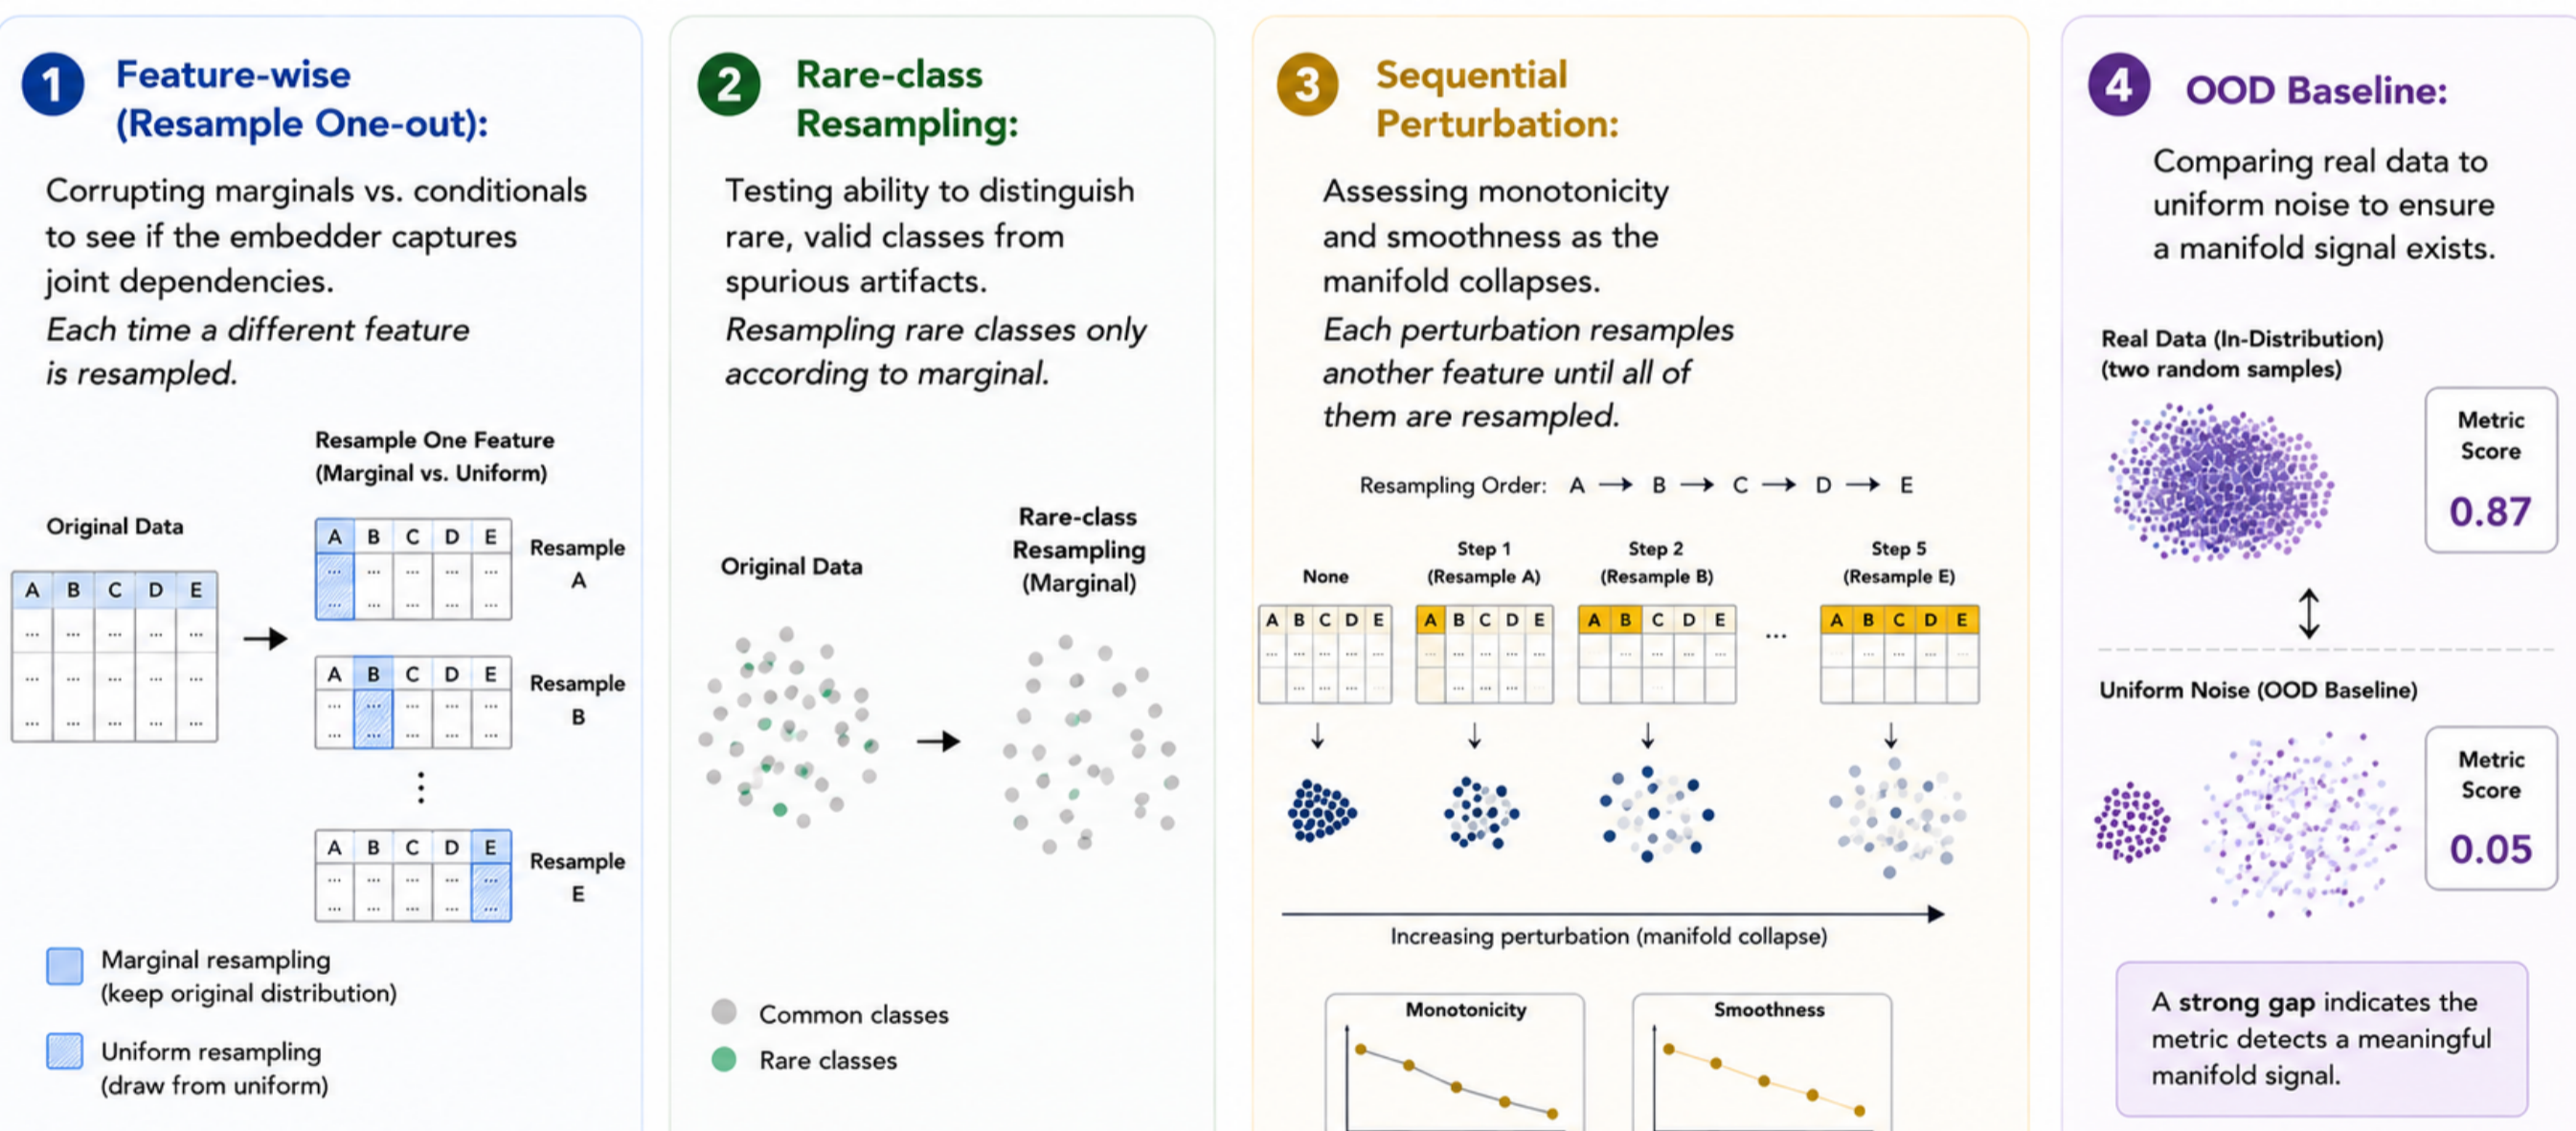 1
Feature-wise
(Resample One-out):
Corrupting marginals vs. conditionals
to see if the embedder captures
joint dependencies.
Each time a different feature
is resampled.
Resample One Feature
(Marginal vs. Uniform)
Original Data
A B C D E
... ... ... ... ...
... ... ... ... ...
... ... ... ... ...
A B C D E
... ... ... ... ...
... ... ... ... ...
Resample
A
A B C D E
... ... ... ... ...
... ... ... ... ...
Resample
B
A B C D E
... ... ... ... ...
... ... ... ... ...
Resample
E
Marginal resampling
(keep original distribution)
Uniform resampling
(draw from uniform)
2
Rare-class
Resampling:
Testing ability to distinguish
rare, valid classes from
spurious artifacts.
Resampling rare classes only
according to marginal.
Original Data
Rare-class
Resampling
(Marginal)
Common classes
Rare classes
3
Sequential
Perturbation:
Assessing monotonicity
and smoothness as the
manifold collapses.
Each perturbation resamples
another feature until all of
them are resampled.
Resampling Order: A → B → C → D → E
None
A B C D E
... ... ... ... ...
... ... ... ...
Step 1
(Resample A)
A B C D E
... ... ... ... ...
... ... ...
Step 2
(Resample B)
A B C D E
... ... ... ... ...
...
Step 5
(Resample E)
A B C D E
... ... ... ... ...
Increasing perturbation (manifold collapse)
Monotonicity
Smoothness
4
OOD Baseline:
Comparing real data to
uniform noise to ensure
a manifold signal exists.
Real Data (In-Distribution)
(two random samples)
Metric
Score
0.87
Uniform Noise (OOD Baseline)
Metric
Score
0.05
A strong gap indicates the
metric detects a meaningful
manifold signal.